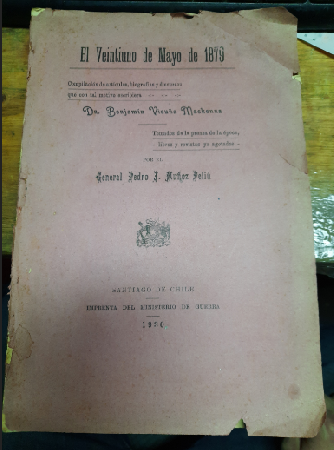 El Veintiuno de Mayo de 1879
Compilación de artículos, biografías y discursos
que con tal motivo escribiera
Dn. Benjamin Vicuña Mackenna
Tomados de la prensa de la época,
libros y revistas ya agotados
POR EL
General Pedro J. Muñoz Feliú
SANTIAGO DE CHILE
IMPRENTA DEL MINISTERIO DE GUERRA